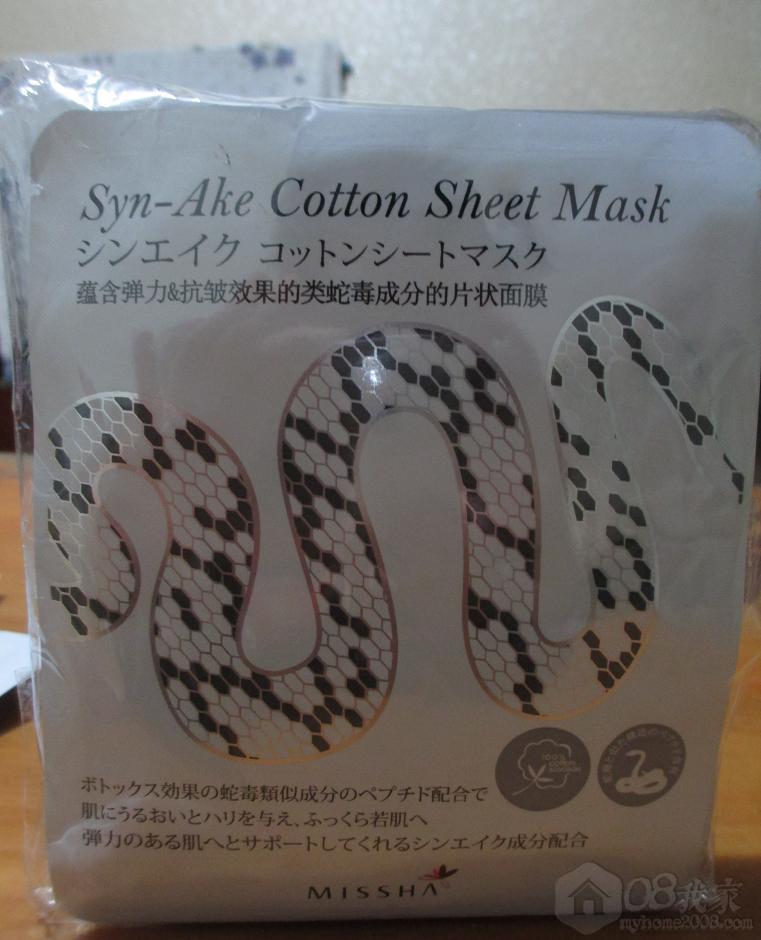 Syn-Ake Cotton Sheet Mask
シンエイク コットンシートマスク
蕴含弹力&抗皱效果的类蛇毒成分的片状面膜
100%
COTTON
ボトックス効果の蛇毒類似成分のペプチド配合で
肌にうるおいとハリを与え、ふっくら若肌へ
弾力のある肌へとサポートしてくれるシンエイク成分配合
MISSHA
08我家
myhome2008.com